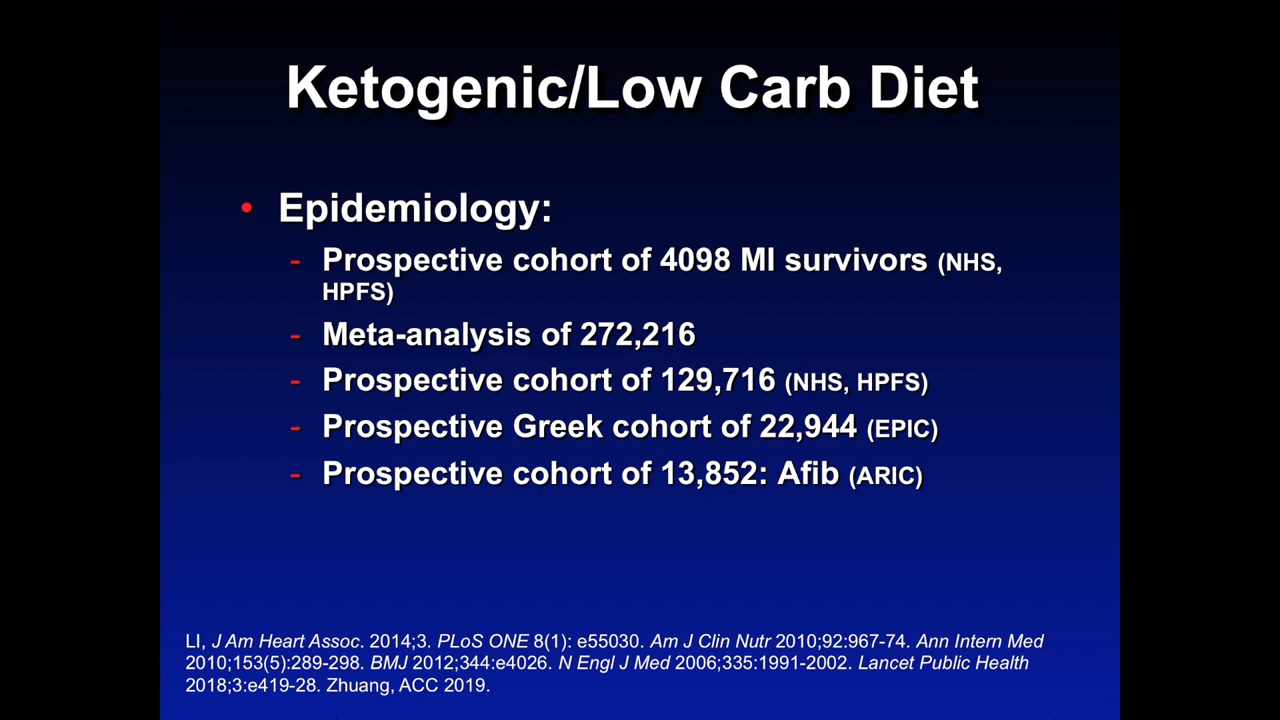 Ketogenic/Low Carb Diet
• Epidemiology:
- Prospective cohort of 4098 MI survivors (NHS,
HPFS)
- Meta-analysis of 272,216
- Prospective cohort of 129,716 (NHS, HPFS)
- Prospective Greek cohort of 22,944 (EPIC)
- Prospective cohort of 13,852: Afib (ARIC)
LI, J Am Heart Assoc. 2014;3. PLoS ONE 8(1): e55030. Am J Clin Nutr 2010;92:967-74. Ann Intern Med
2010;153(5):289-298. BMJ 2012;344:e4026. N Engl J Med 2006;335:1991-2002. Lancet Public Health
2018;3:e419-28. Zhuang, ACC 2019.